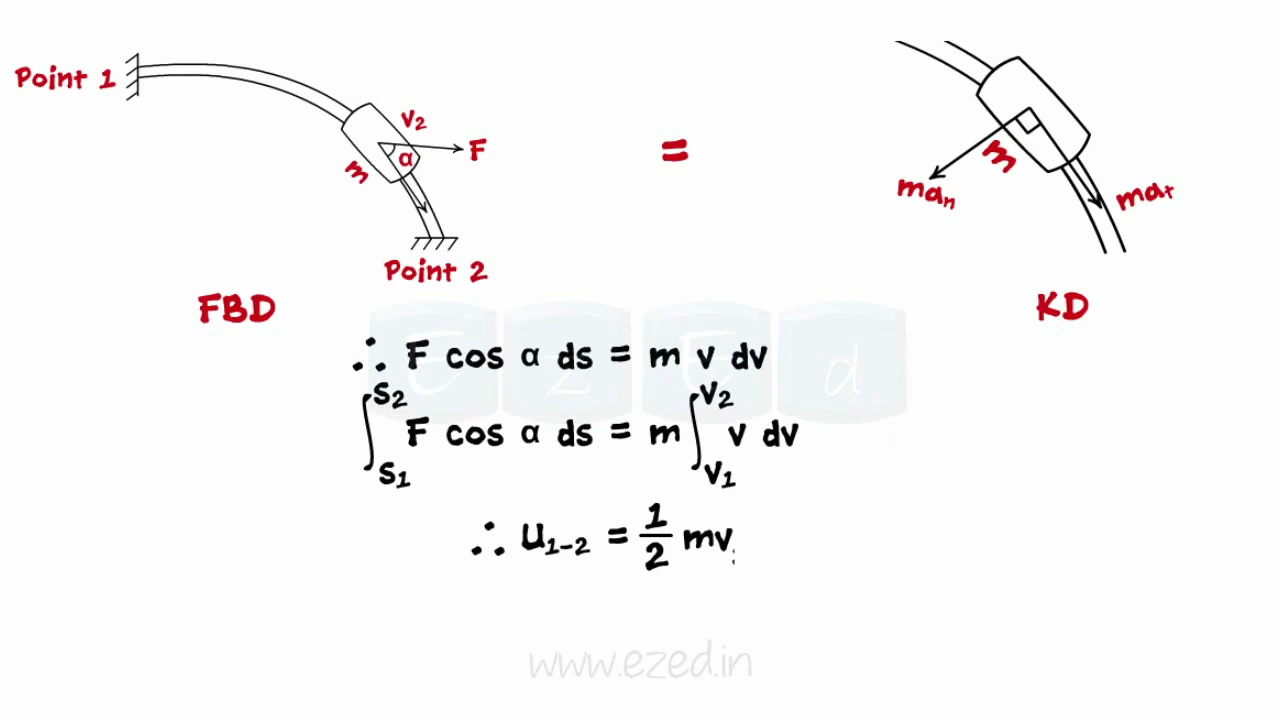 Point 1
v₂
F
α
m
Point 2
FBD
=
m
maₙ
maₜ
KD
∴ F cos α ds = m v dv
∫ S₂ S₁ F cos α ds = m ∫ V₂ V₁ v dv
∴ U₁₋₂ = 1/2 mv
EzEd
www.ezed.in